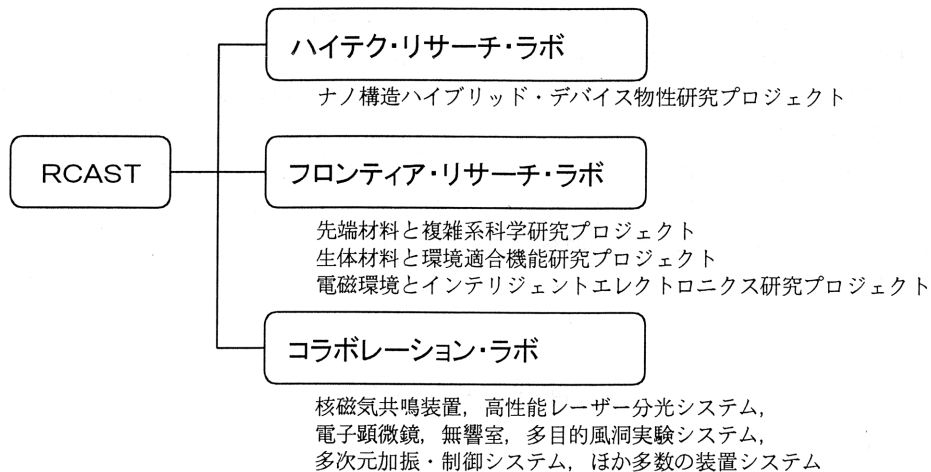 ハイテク・リサーチ・ラボ
ナノ構造ハイブリッド・デバイス物性研究プロジェクト
RCAST
フロンティア・リサーチ・ラボ
先端材料と複雑系科学研究プロジェクト
生体材料と環境適合機能研究プロジェクト
電磁環境とインテリジェントエレクトロニクス研究プロジェクト
コラボレーション・ラボ
核磁気共鳴装置，高性能レーザー分光システム，
電子顕微鏡，無響室，多目的風洞実験システム，
多次元加振・制御システム，ほか多数の装置システム